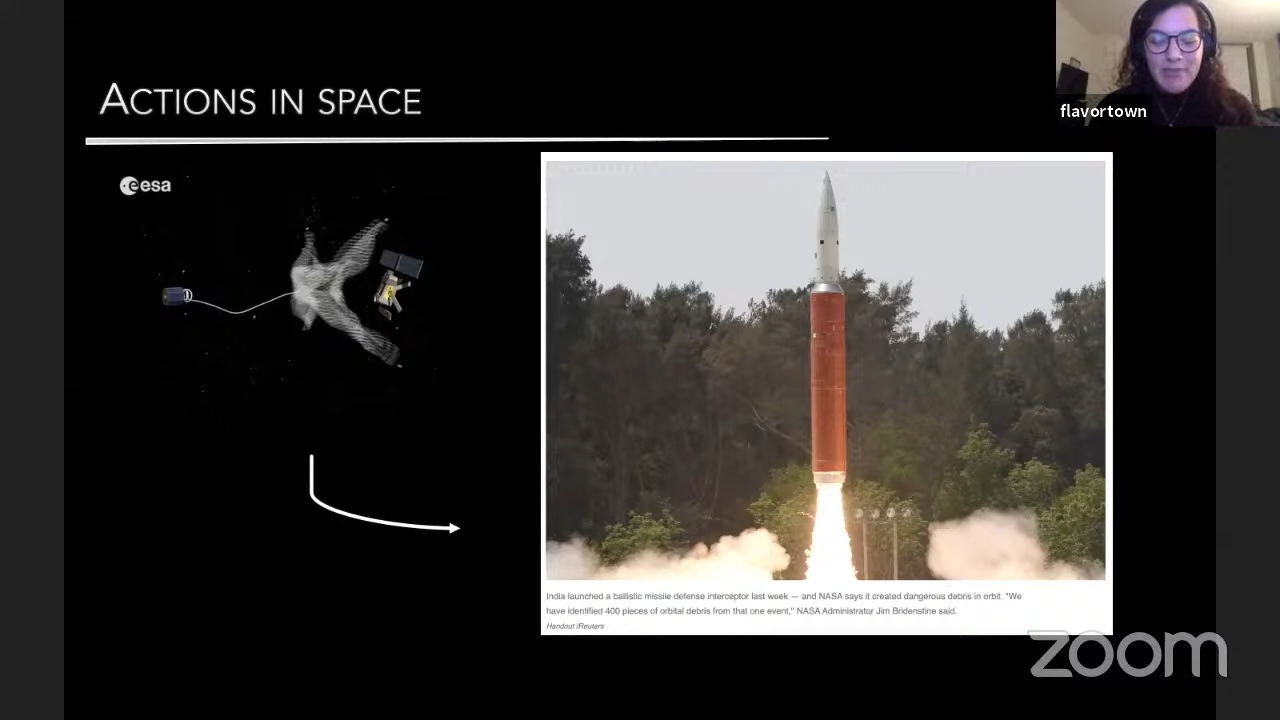 ACTIONS IN SPACE
flavortown
esa
India launched a ballistic missile defense interceptor last week — and NASA says it created dangerous debris in orbit. "We
have identified 400 pieces of orbital debris from that one event," NASA Administrator Jim Bridenstine said.
Handout /Reuters
zoom